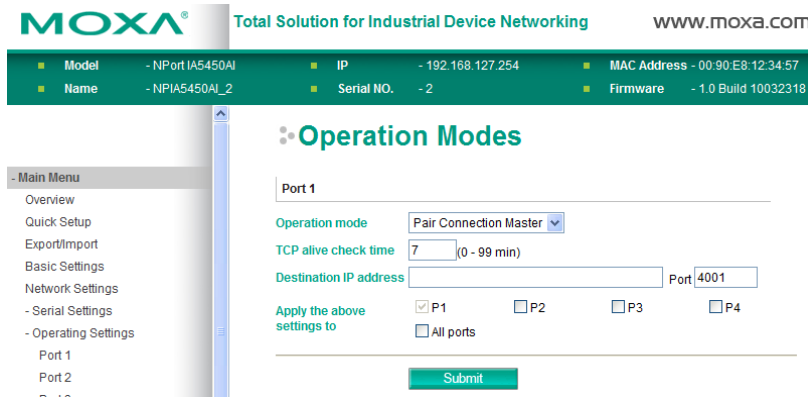 MOXA® Total Solution for Industrial Device Networking www.moxa.com
Model - NPort IA5450AI IP - 192.168.127.254 MAC Address - 00:90:E8:12:34:57
Name - NPIA5450AI_2 Serial NO. - 2 Firmware - 1.0 Build 10032318
Operation Modes
- Main Menu
Overview
Quick Setup
Export/Import
Basic Settings
Network Settings
- Serial Settings
- Operating Settings
Port 1
Port 2
Port 1
Operation mode Pair Connection Master
TCP alive check time 7 (0 - 99 min)
Destination IP address Port 4001
Apply the above settings to P1 P2 P3 P4
All ports
Submit